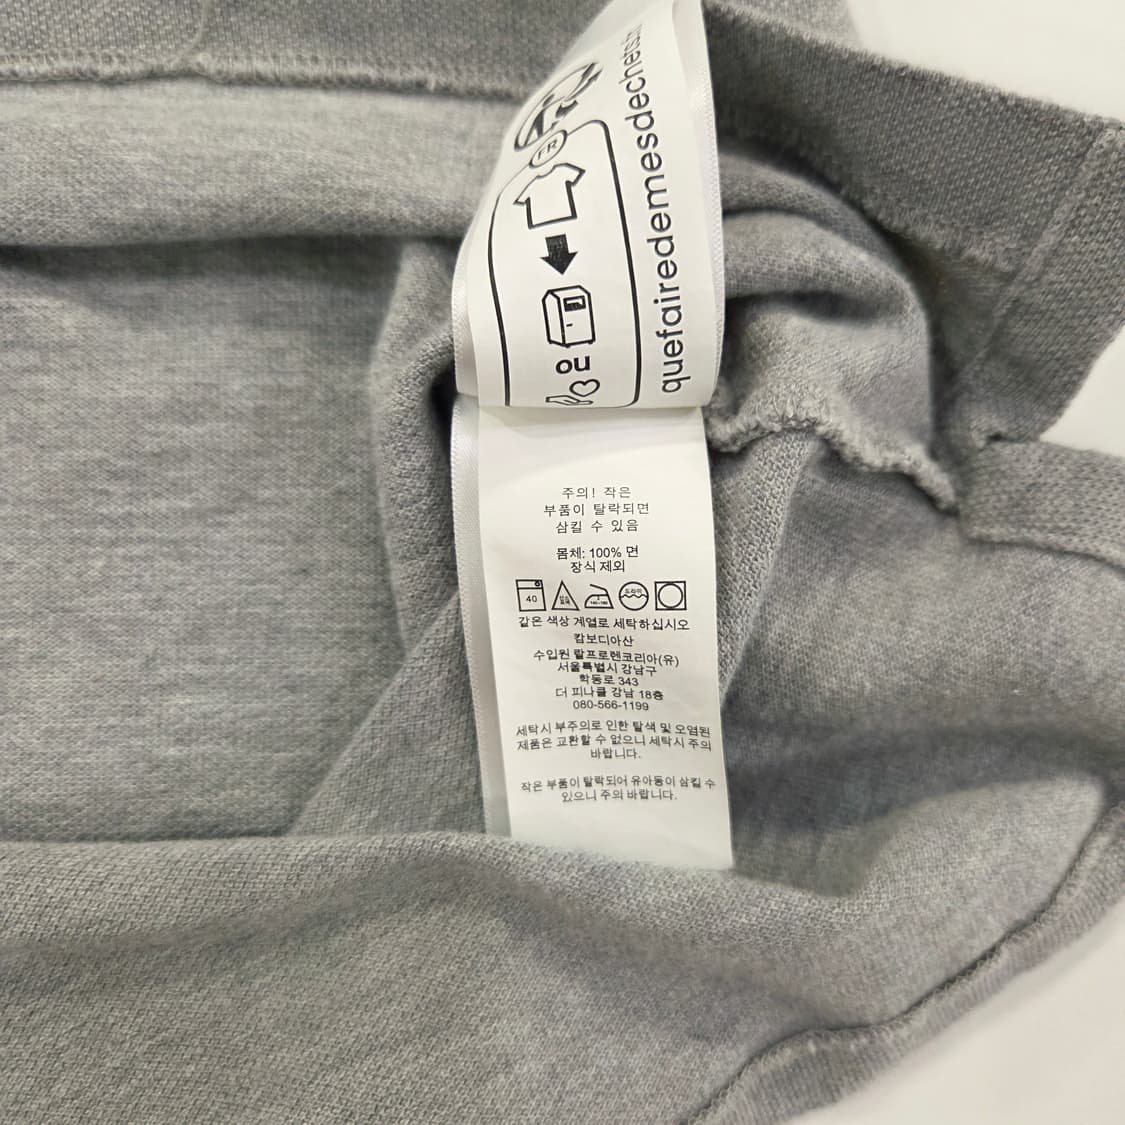 quefairedemesdechets.fr
FR
OU
주의! 작은
부품이 탈락되면
삼킬 수 있음
몸체: 100% 면
장식 제외
40
드라이
같은 색상 계열로 세탁하십시오
캄보디아산
수입원 랄프로렌코리아(유)
서울특별시 강남구
학동로 343
더 피나클 강남 18층
080-566-1199
세탁시 부주의로 인한 탈색 및 오염된
제품은 교환할 수 없으니 세탁시 주의
바랍니다.
작은 부품이 탈락되어 유아동이 삼킬 수
있으니 주의 바랍니다.